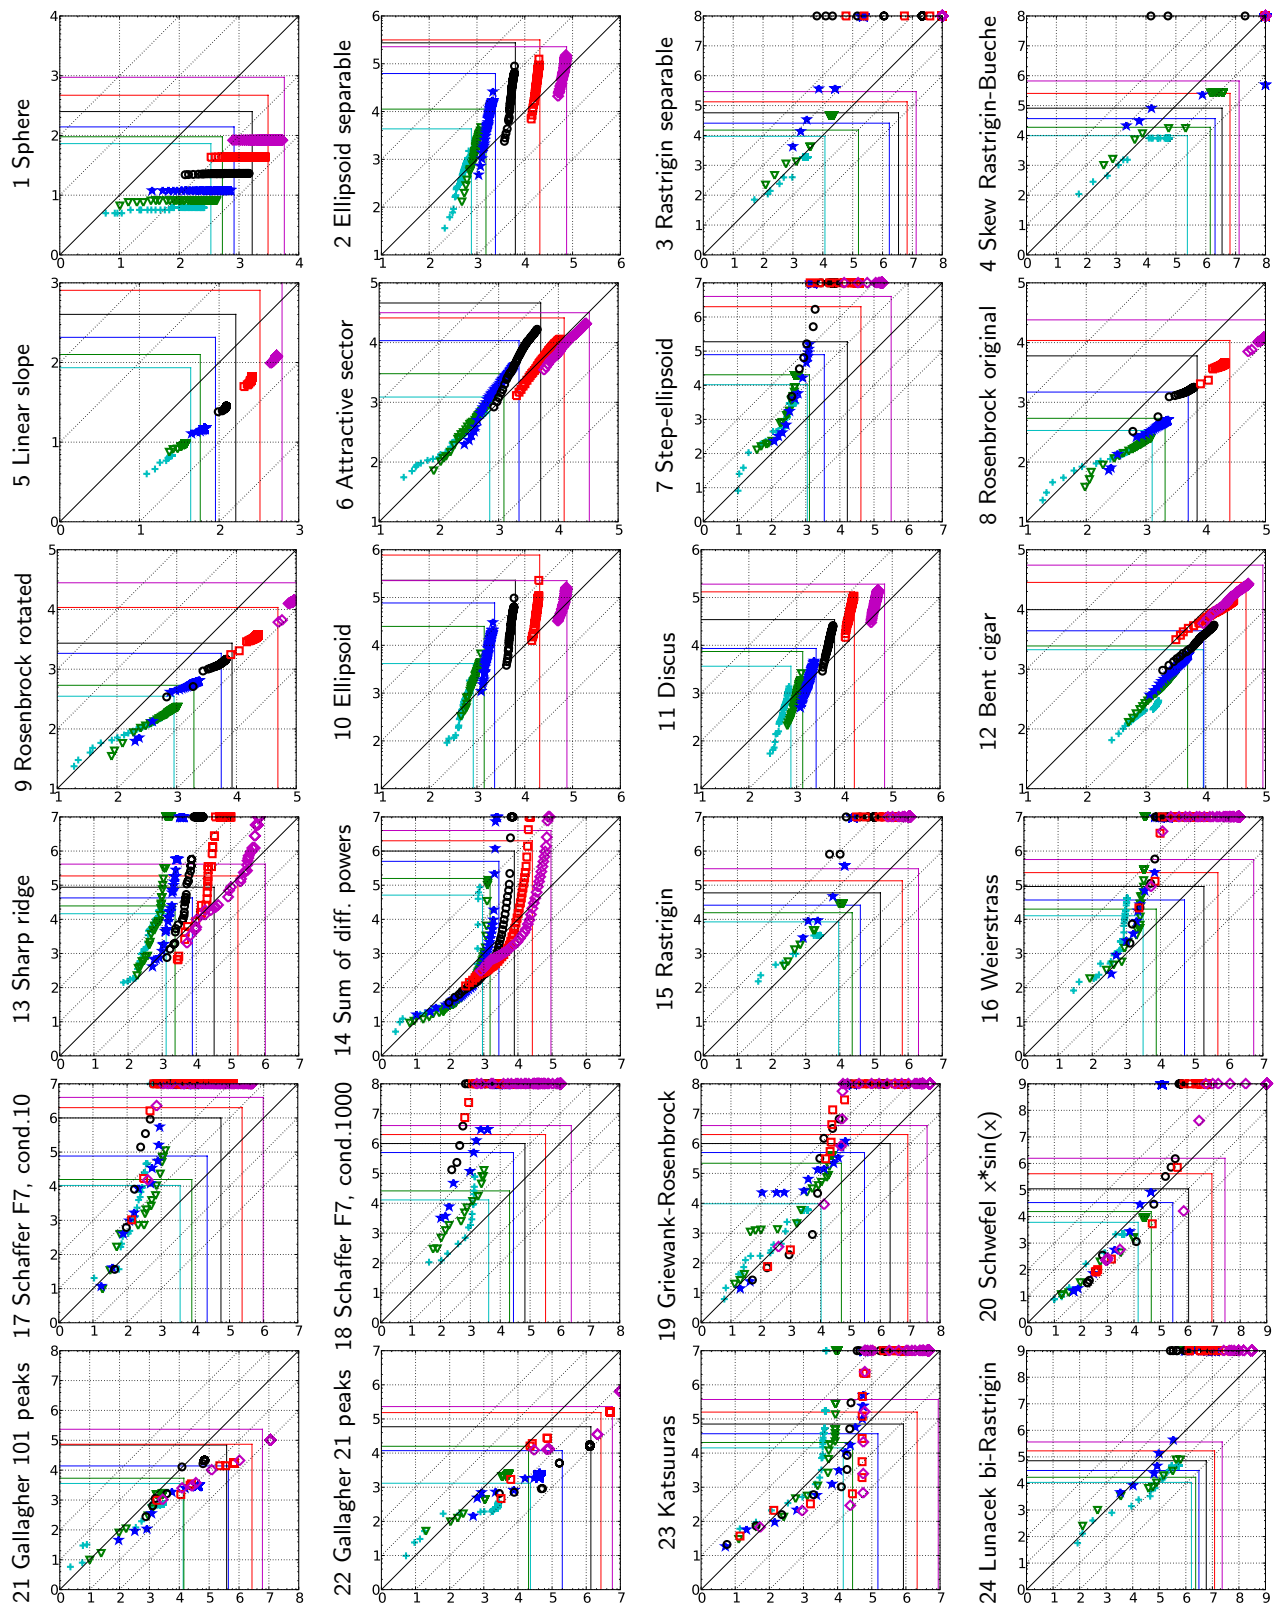 1 Sphere
2 Ellipsoid separable
3 Rastrigin separable
4 Skew Rastrigin-Bueche
5 Linear slope
6 Attractive sector
7 Step-ellipsoid
8 Rosenbrock original
9 Rosenbrock rotated
10 Ellipsoid
11 Discus
12 Bent cigar
13 Sharp ridge
14 Sum of diff. powers
15 Rastrigin
16 Weierstrass
17 Schaffer F7, cond.10
18 Schaffer F7, cond.1000
19 Griewank-Rosenbrock
20 Schwefel x*sin(x)
21 Gallagher 101 peaks
22 Gallagher 21 peaks
23 Katsuuras
24 Lunacek bi-Rastrigin